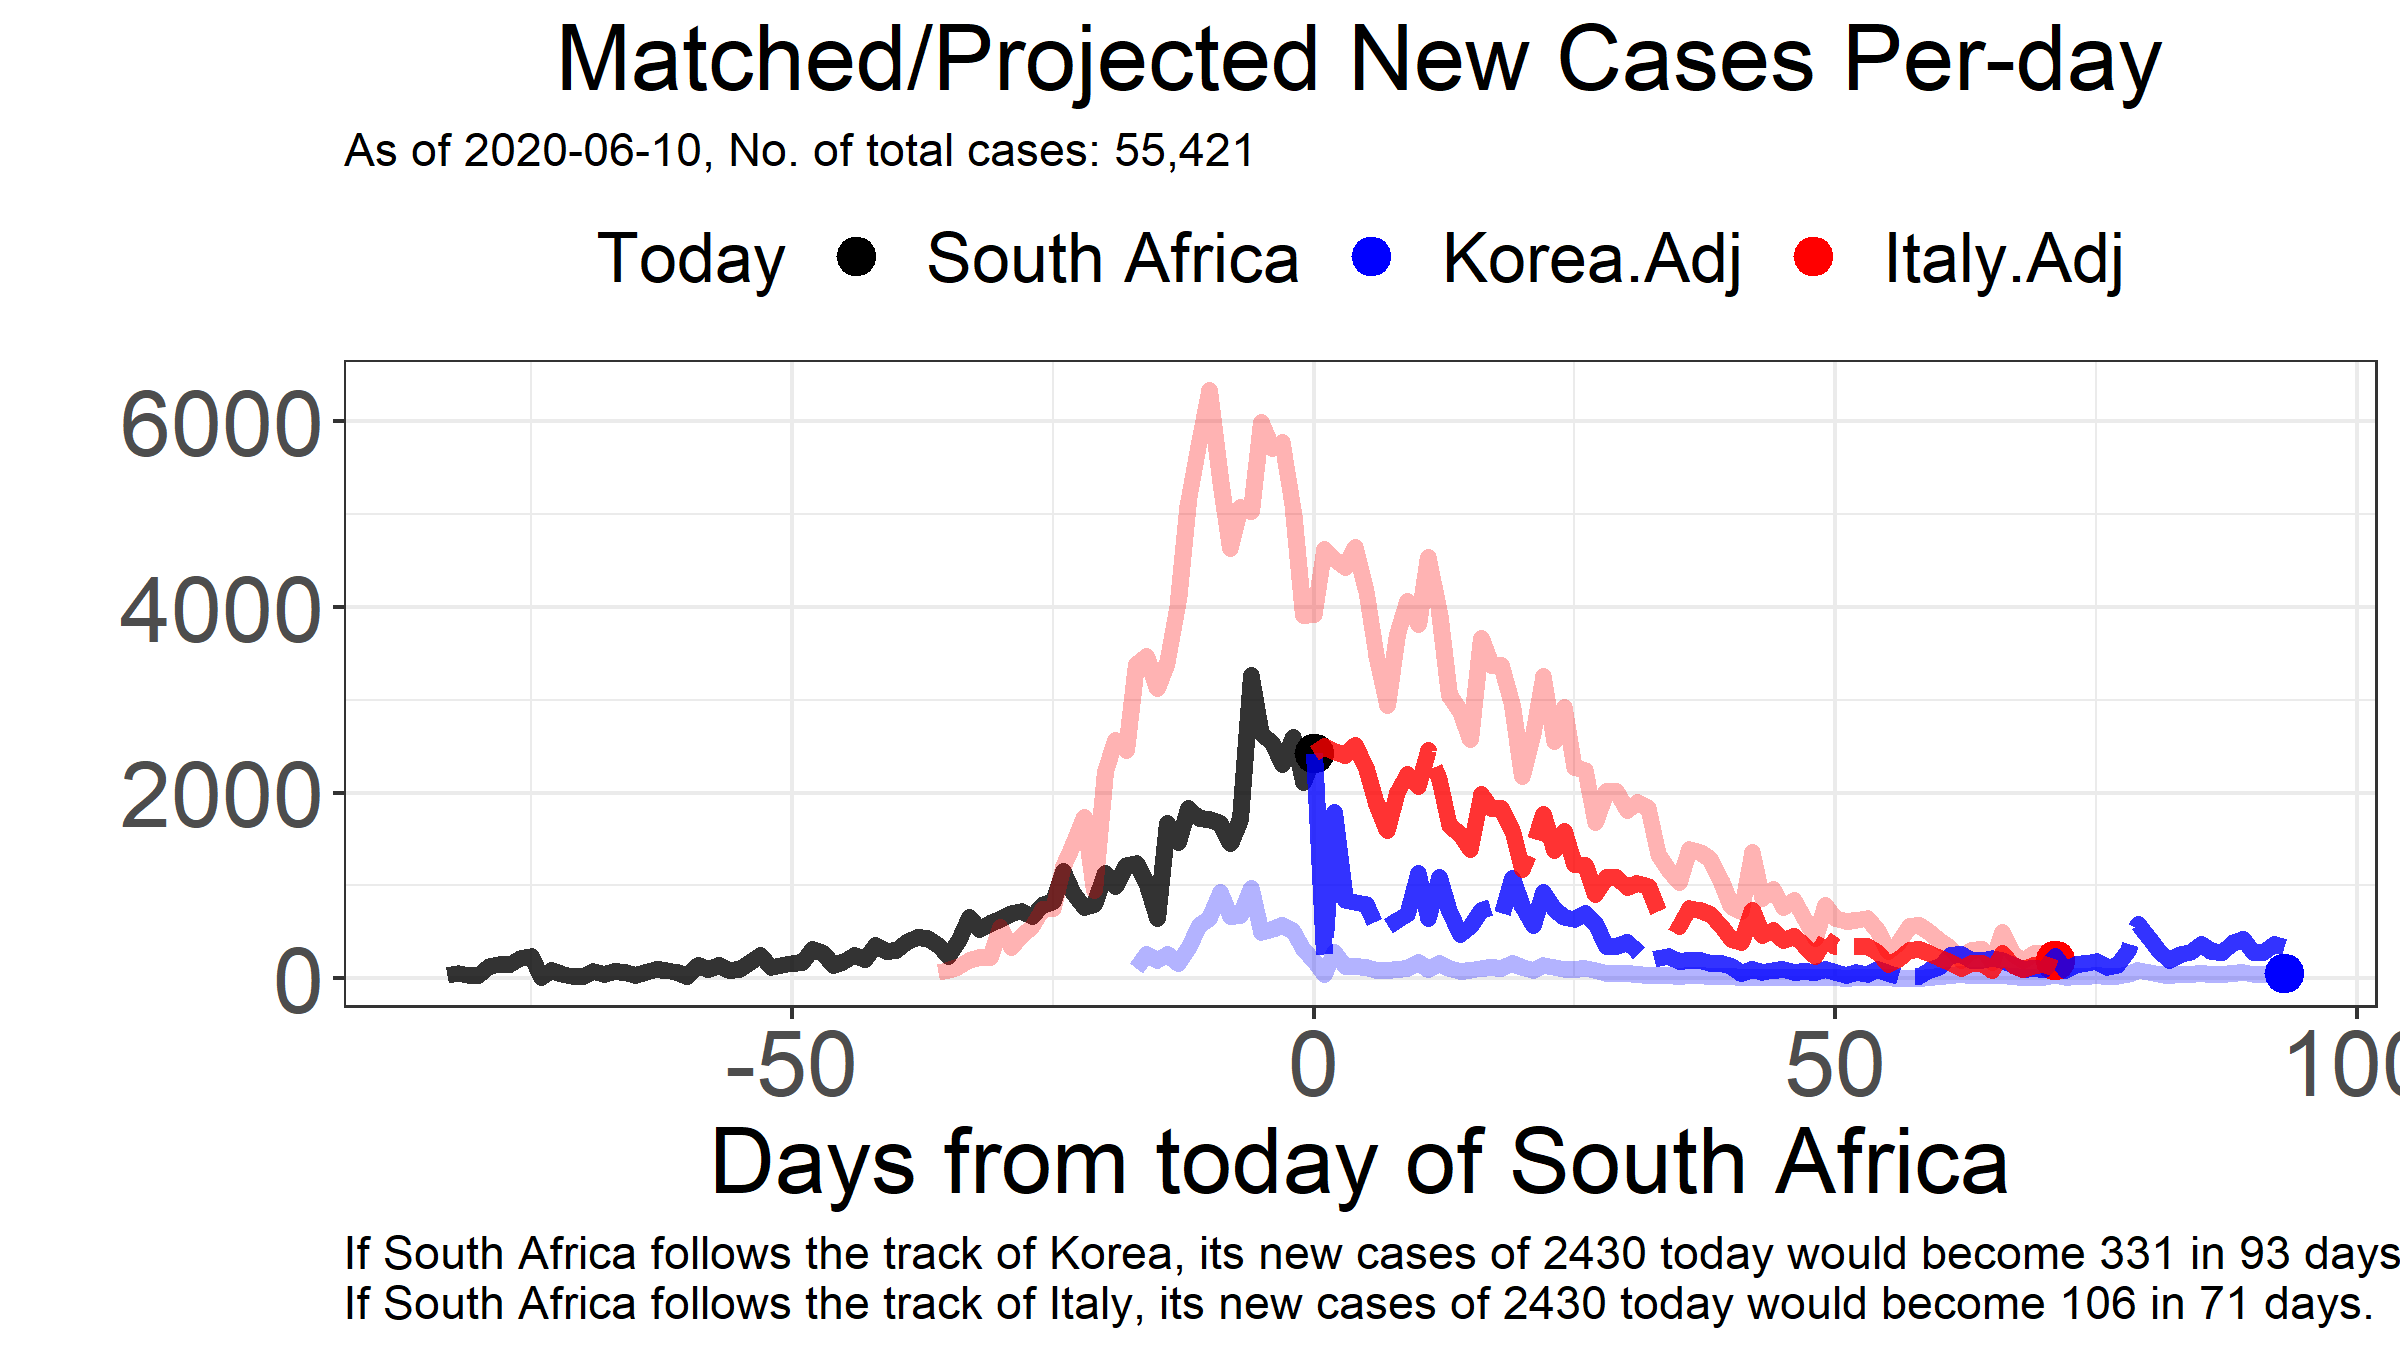 Matched/Projected New Cases Per-day
As of 2020-06-10, No. of total cases: 55,421
Today South Africa Korea.Adj Italy.Adj
6000
4000
2000
0
-50 0 50 100
Days from today of South Africa
If South Africa follows the track of Korea, its new cases of 2430 today would become 331 in 93 days
If South Africa follows the track of Italy, its new cases of 2430 today would become 106 in 71 days.